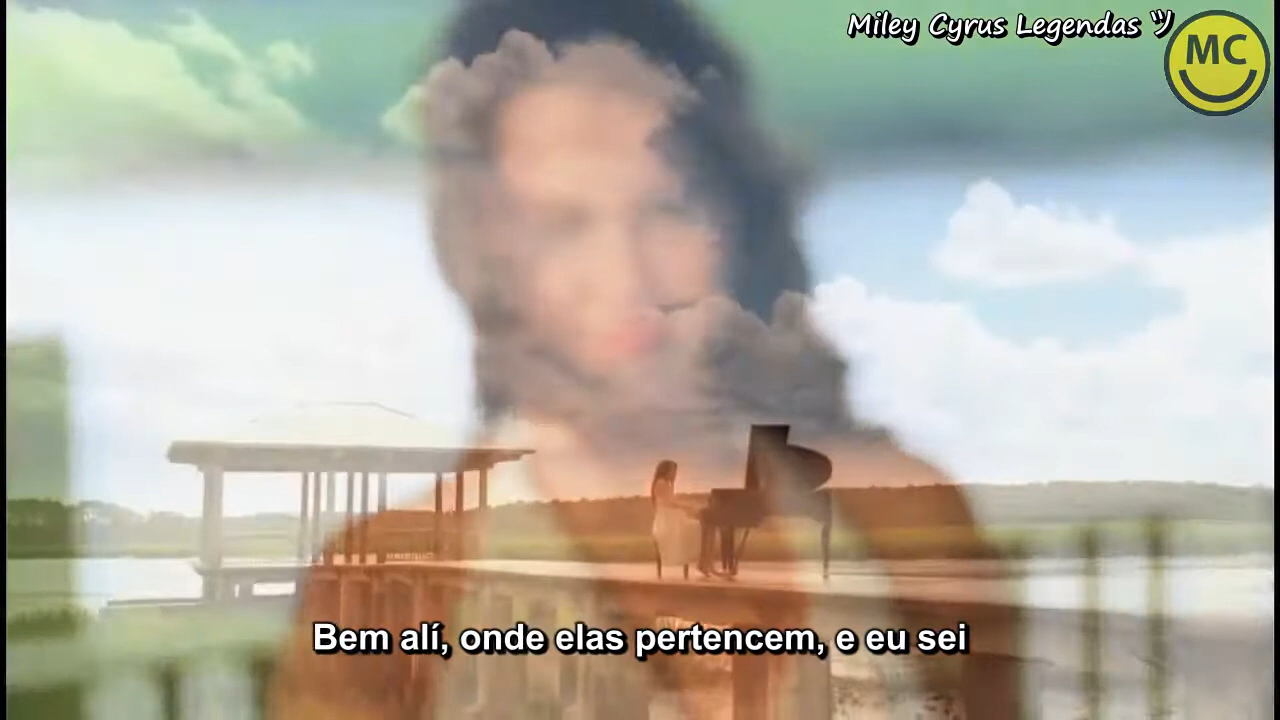 Miley Cyrus Legendas ツ
MC
Bem alí, onde elas pertencem, e eu sei